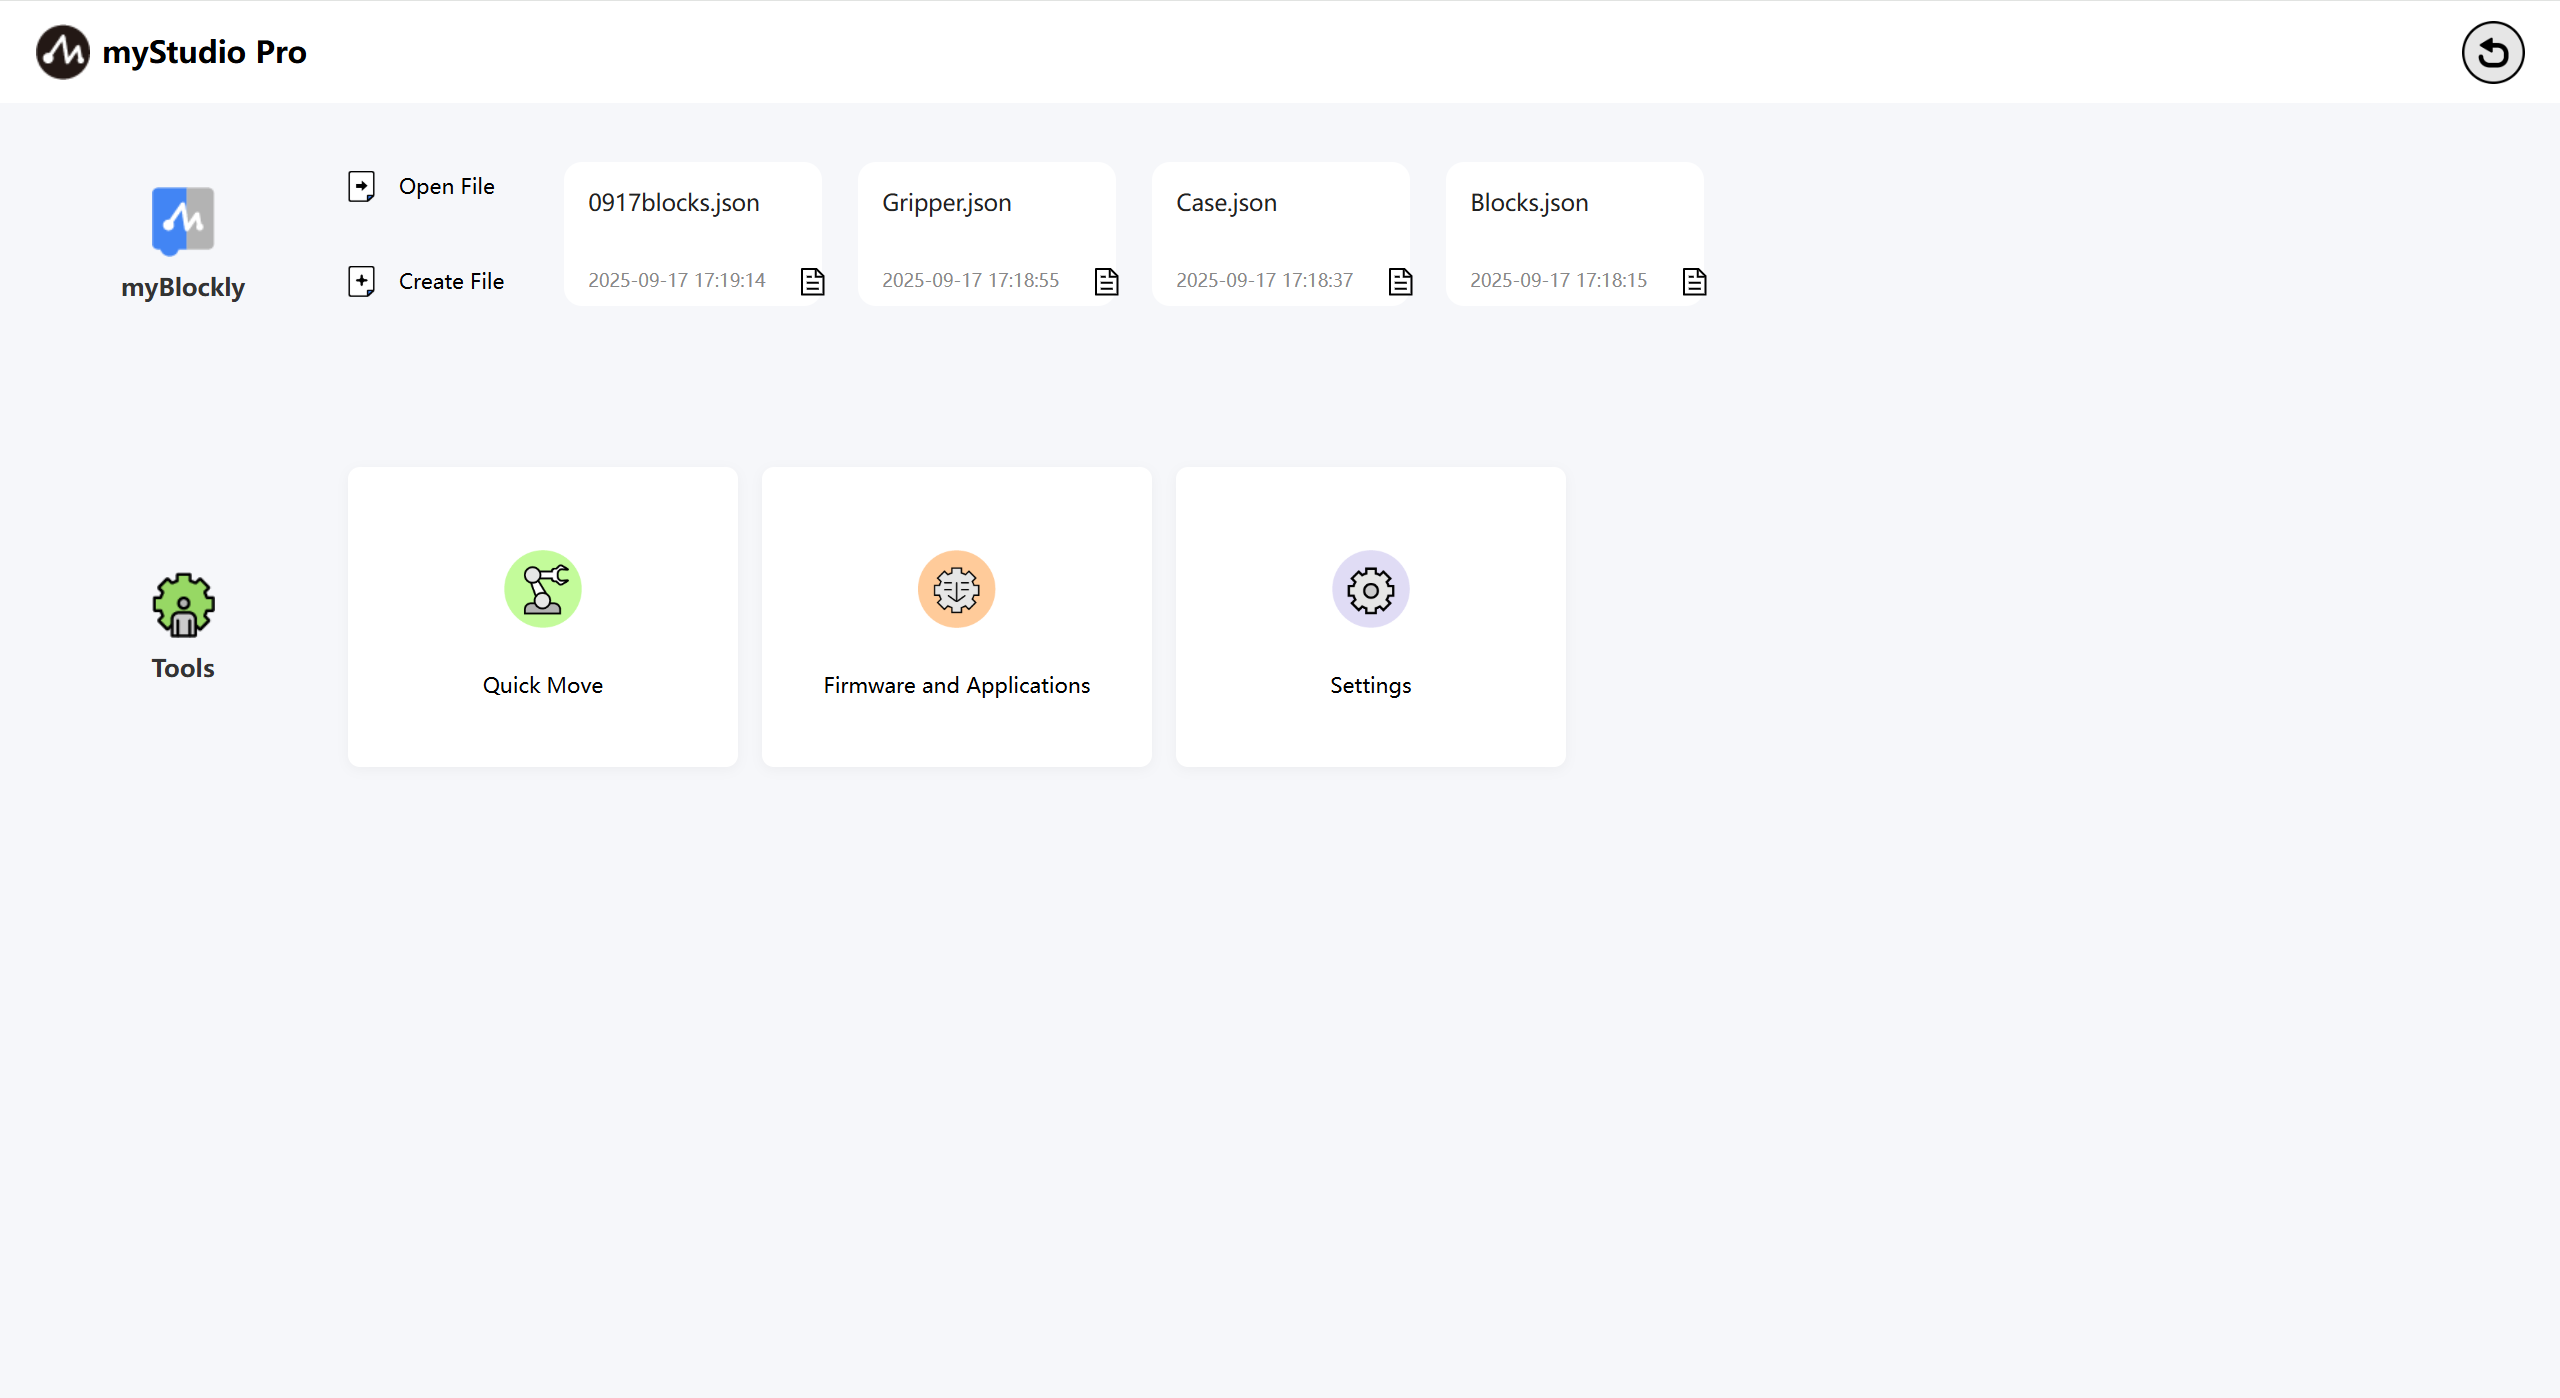 myStudio Pro
myBlockly
Open File
Create File
0917blocks.json
2025-09-17 17:19:14
Gripper.json
2025-09-17 17:18:55
Case.json
2025-09-17 17:18:37
Blocks.json
2025-09-17 17:18:15
Tools
Quick Move
Firmware and Applications
Settings